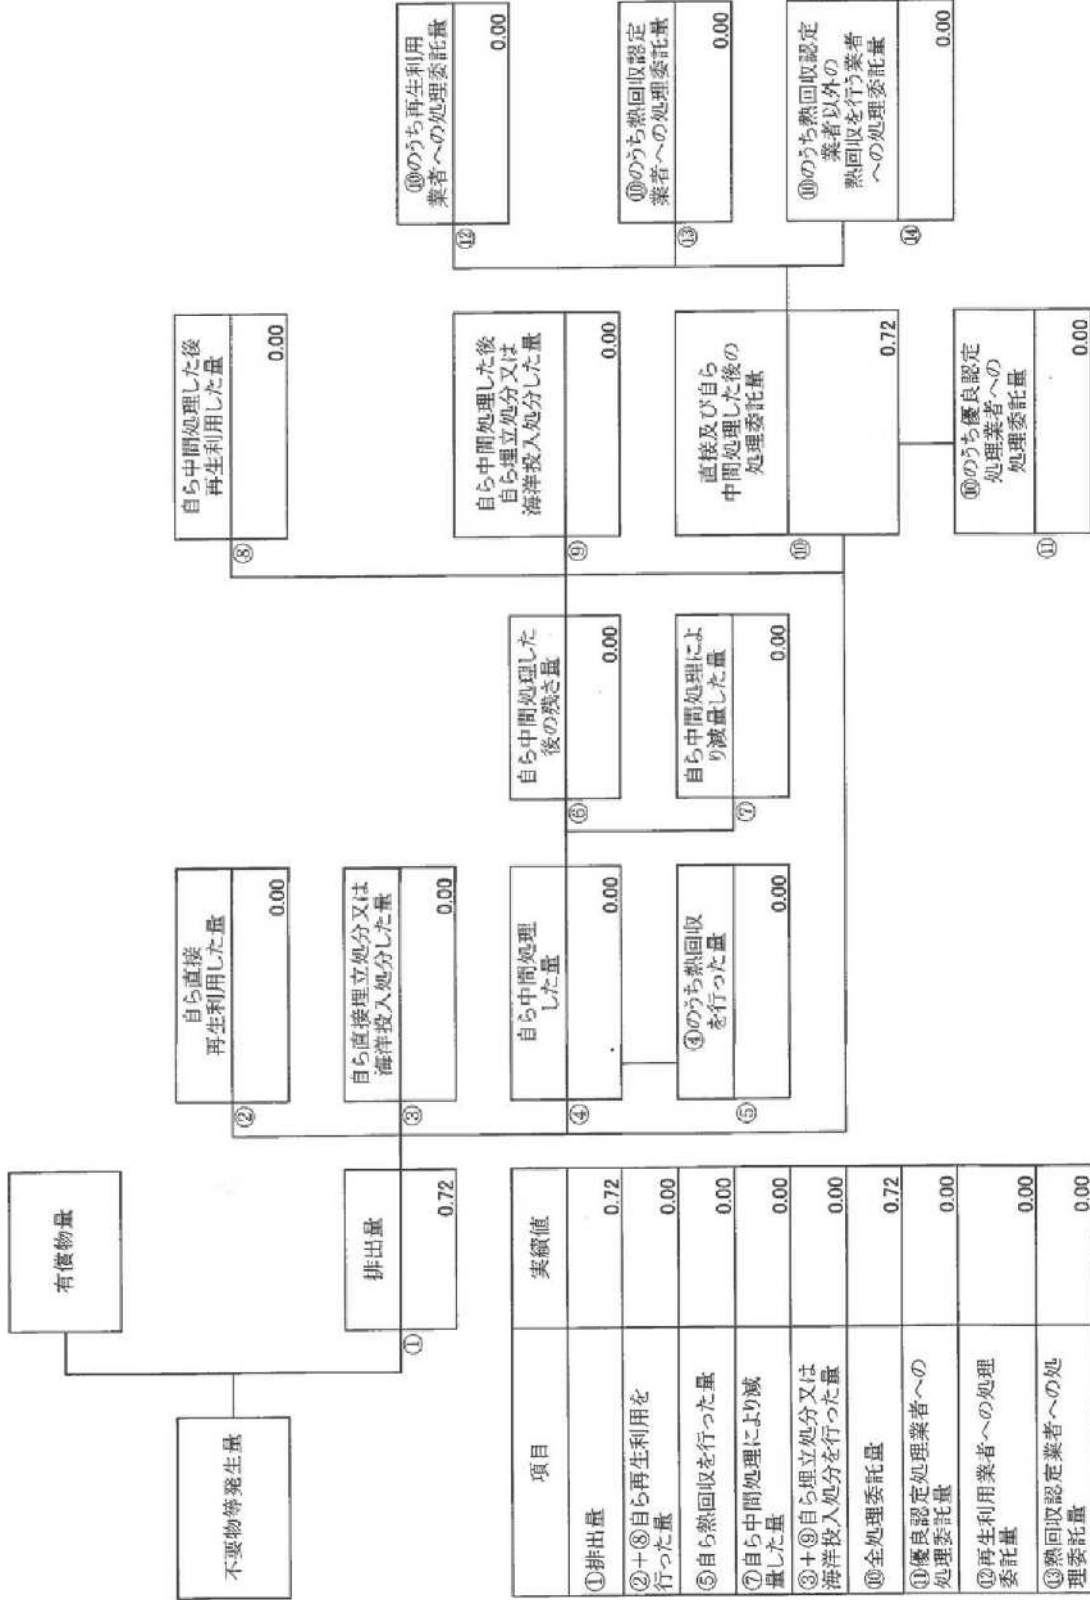 不要物等発生量
有償物量
排出量
①
0.72
自ら直接
再生利用した量
②
0.00
自ら直接埋立処分又は
海洋投入処分した量
③
0.00
自ら中間処理
した量
④
0.00
④のうち熱回収
を行った量
⑤
0.00
自ら中間処理した
後の残さ量
⑥
0.00
自ら中間処理によ
り減量した量
⑦
0.00
自ら中間処理した後
再生利用した量
⑧
0.00
自ら中間処理した後
自ら埋立処分又は
海洋投入処分した量
⑨
0.00
直接及び自ら
中間処理した後の
処理委託量
⑩
0.72
⑩のうち優良認定
処理業者への
処理委託量
⑪
0.00
⑩のうち再生利用
業者への処理委託量
⑫
0.00
⑩のうち熱回収認定
業者への処理委託量
⑬
0.00
⑩のうち熱回収認定
業者以外の
熱回収を行う業者
への処理委託量
⑭
0.00
項目 実績値
①排出量 0.72
②+⑧自ら再生利用を
行った量 0.00
⑤自ら熱回収を行った量 0.00
⑦自ら中間処理により減
量した量 0.00
③+⑨自ら埋立処分又は
海洋投入処分を行った量 0.00
⑩全処理委託量 0.72
⑪優良認定処理業者への
処理委託量 0.00
⑫再生利用業者への処理
委託量 0.00
⑬熱回収認定業者への処
理委託量 0.00